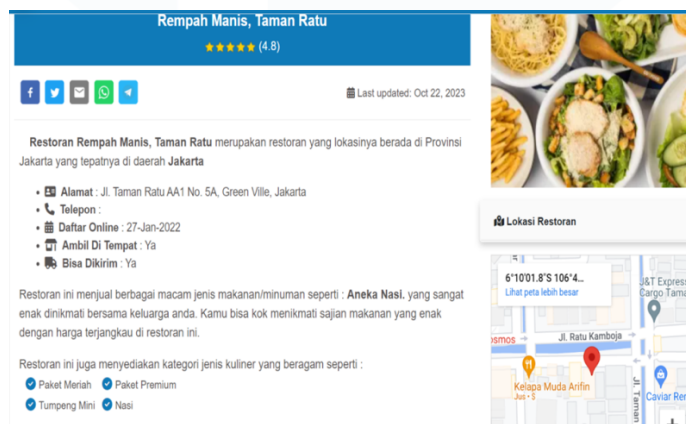 Rempah Manis, Taman Ratu
(4.8)
Last updated: Oct 22, 2023
Restoran Rempah Manis, Taman Ratu merupakan restoran yang lokasinya berada di Provinsi
Jakarta yang tepatnya di daerah Jakarta
Alamat : Jl. Taman Ratu AA1 No. 5A, Green Ville, Jakarta
Telepon :
Daftar Online : 27-Jan-2022
Ambil Di Tempat : Ya
Bisa Dikirim : Ya
Restoran ini menjual berbagai macam jenis makanan/minuman seperti : Aneka Nasi. yang sangat
enak dinikmati bersama keluarga anda. Kamu bisa kok menikmati sajian makanan yang enak
dengan harga terjangkau di restoran ini.
Restoran ini juga menyediakan kategori jenis kuliner yang beragam seperti :
Paket Meriah Paket Premium
Tumpeng Mini Nasi
Lokasi Restoran
6°10'01.8"S 106°4...
Lihat peta lebih besar
J&T Express
Cargo Tama
osmos
Jl. Ratu Kamboja
Kelapa Muda Arifin
Jus • $
Jl. Taman
Caviar Re